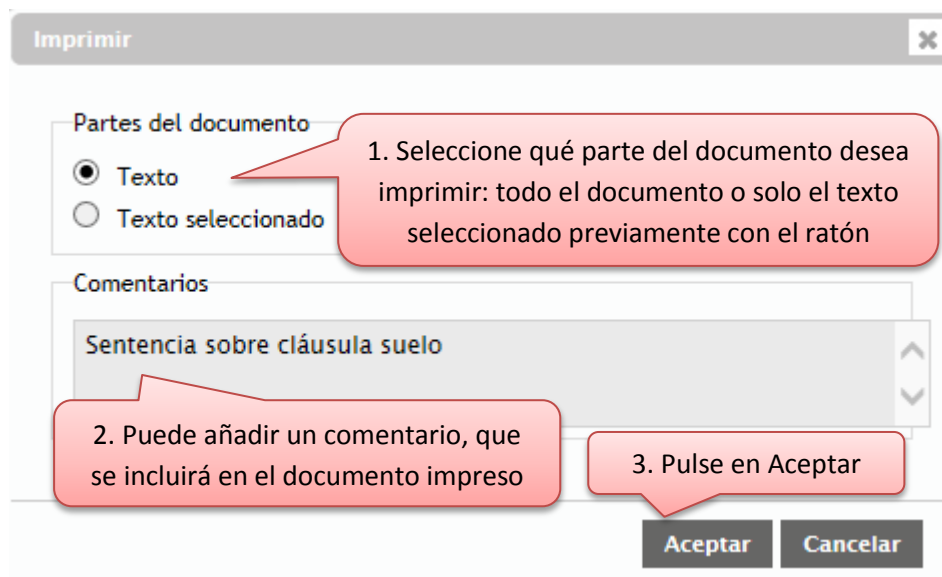 Imprimir
Partes del documento
Texto
Texto seleccionado
1. Seleccione qué parte del documento desea
imprimir: todo el documento o solo el texto
seleccionado previamente con el ratón
Comentarios
Sentencia sobre cláusula suelo
2. Puede añadir un comentario, que
se incluirá en el documento impreso
3. Pulse en Aceptar
Aceptar
Cancelar